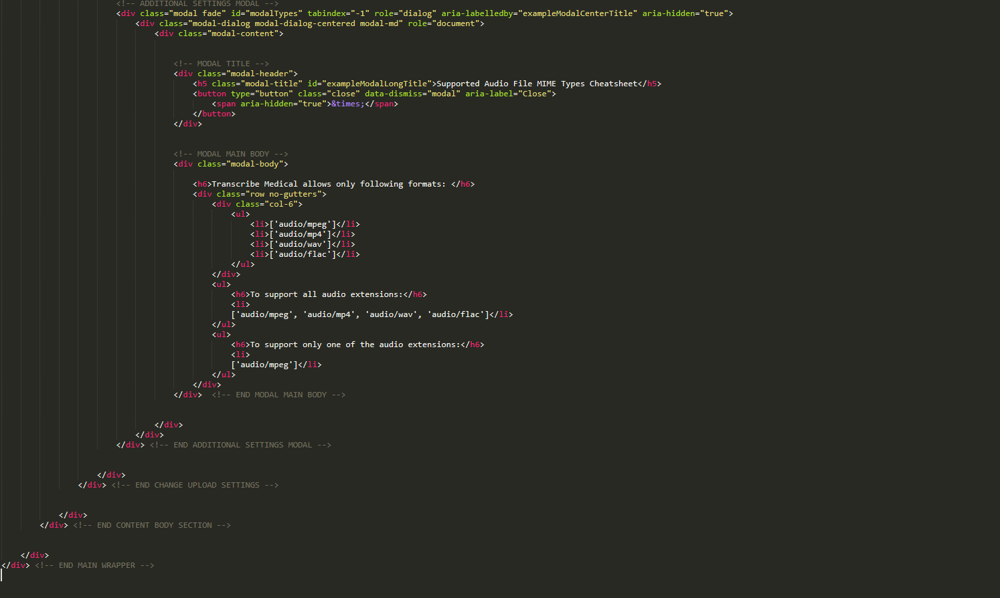 <!-- ADDITIONAL SETTINGS MODAL -->
<div class="modal fade" id="modalTypes" tabindex="-1" role="dialog" aria-labelledby="exampleModalCenterTitle" aria-hidden="true">
<div class="modal-dialog modal-dialog-centered modal-md" role="document">
<div class="modal-content">
<!-- MODAL TITLE -->
<div class="modal-header">
<h5 class="modal-title" id="exampleModalLongTitle">Supported Audio File MIME Types Cheatsheet</h5>
<button type="button" class="close" data-dismiss="modal" aria-label="Close">
<span aria-hidden="true">&times;</span>
</button>
</div>
<!-- MODAL MAIN BODY -->
<div class="modal-body">
<h6>Transcribe Medical allows only following formats: </h6>
<div class="row no-gutters">
<div class="col-6">
<ul>
<li>['audio/mpeg']</li>
<li>['audio/mp4']</li>
<li>['audio/wav']</li>
<li>['audio/flac']</li>
</ul>
</div>
<ul>
<h6>To support all audio extensions:</h6>
<li>
['audio/mpeg', 'audio/mp4', 'audio/wav', 'audio/flac']</li>
</ul>
<ul>
<h6>To support only one of the audio extensions:</h6>
<li>
['audio/mpeg']</li>
</ul>
</div>
</div> <!-- END MODAL MAIN BODY -->
</div>
</div>
</div> <!-- END ADDITIONAL SETTINGS MODAL -->
</div>
</div> <!-- END CHANGE UPLOAD SETTINGS -->
</div>
</div> <!-- END CONTENT BODY SECTION -->
</div>
</div> <!-- END MAIN WRAPPER -->